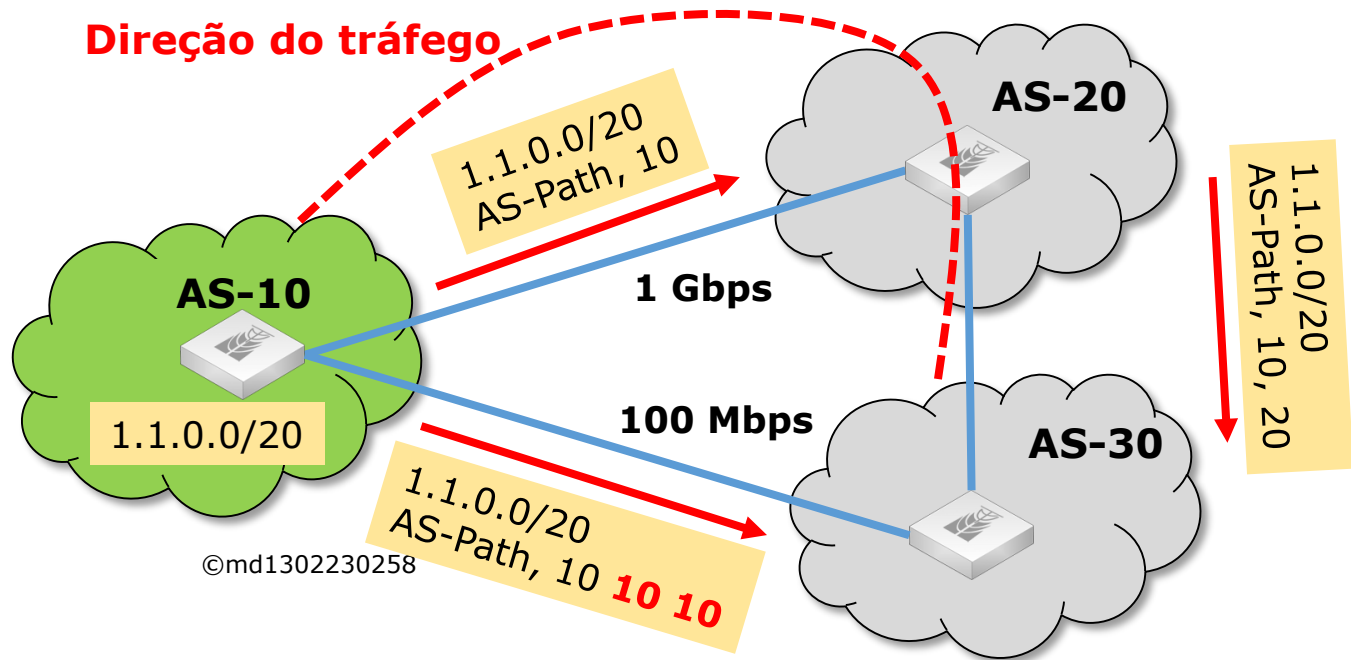 Direção do tráfego
1.1.0.0/20
AS-Path, 10
AS-20
1.1.0.0/20
AS-Path, 10, 20
1 Gbps
AS-10
1.1.0.0/20
100 Mbps
AS-30
1.1.0.0/20
AS-Path, 10 10 10
©md1302230258